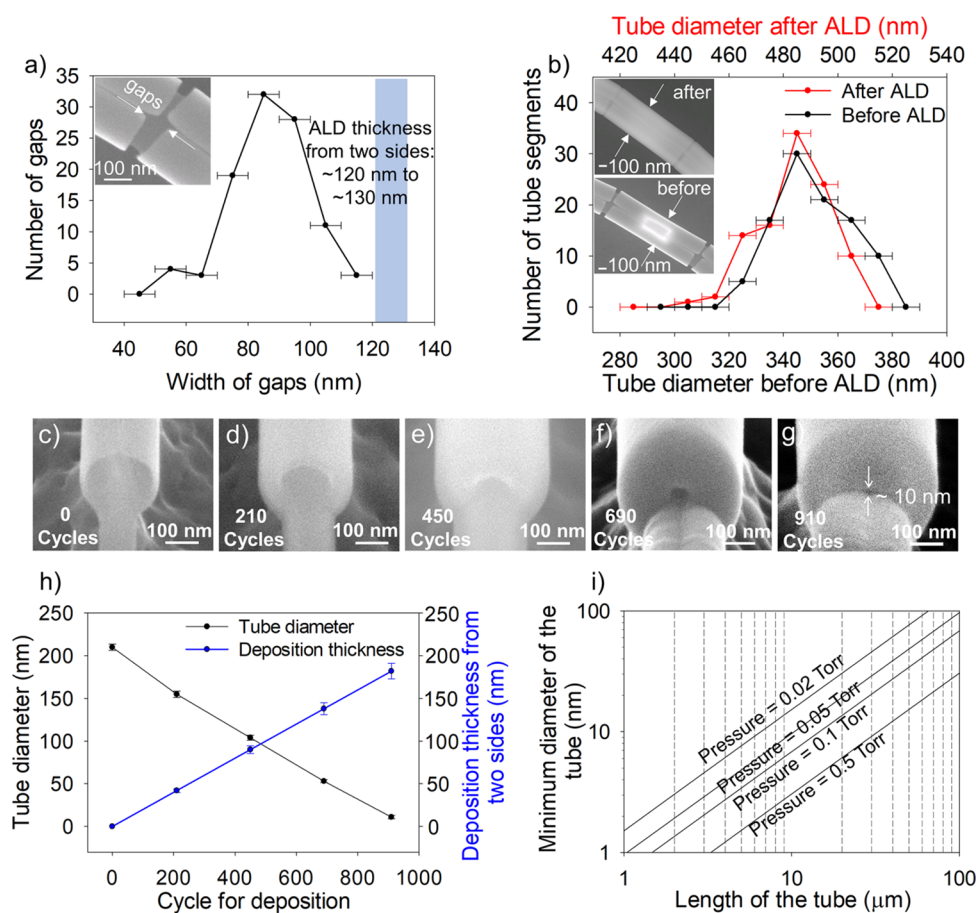 a)
35
30
25
20
15
10
5
0
Number of gaps
gaps
100 nm
ALD thickness
from two sides:
~120 nm to
~130 nm
40 60 80 100 120 140
Width of gaps (nm)
Tube diameter after ALD (nm)
420 440 460 480 500 520 540
b)
40
30
20
10
0
Number of tube segments
after
100 nm
before
100 nm
After ALD
Before ALD
280 300 320 340 360 380 400
Tube diameter before ALD (nm)
c)
0
Cycles
100 nm
d)
210
Cycles
100 nm
e)
450
Cycles
100 nm
f)
690
Cycles
100 nm
g)
~ 10 nm
910
Cycles
100 nm
h)
250
200
150
100
50
0
Tube diameter (nm)
Tube diameter
Deposition thickness
250
200
150
100
50
0
Deposition thickness from
two sides (nm)
0 200 400 600 800 1000
Cycle for deposition
i)
100
10
1
Minimum diameter of the
tube (nm)
Pressure = 0.02 Torr
Pressure = 0.05 Torr
Pressure = 0.1 Torr
Pressure = 0.5 Torr
1 10 100
Length of the tube (μm)